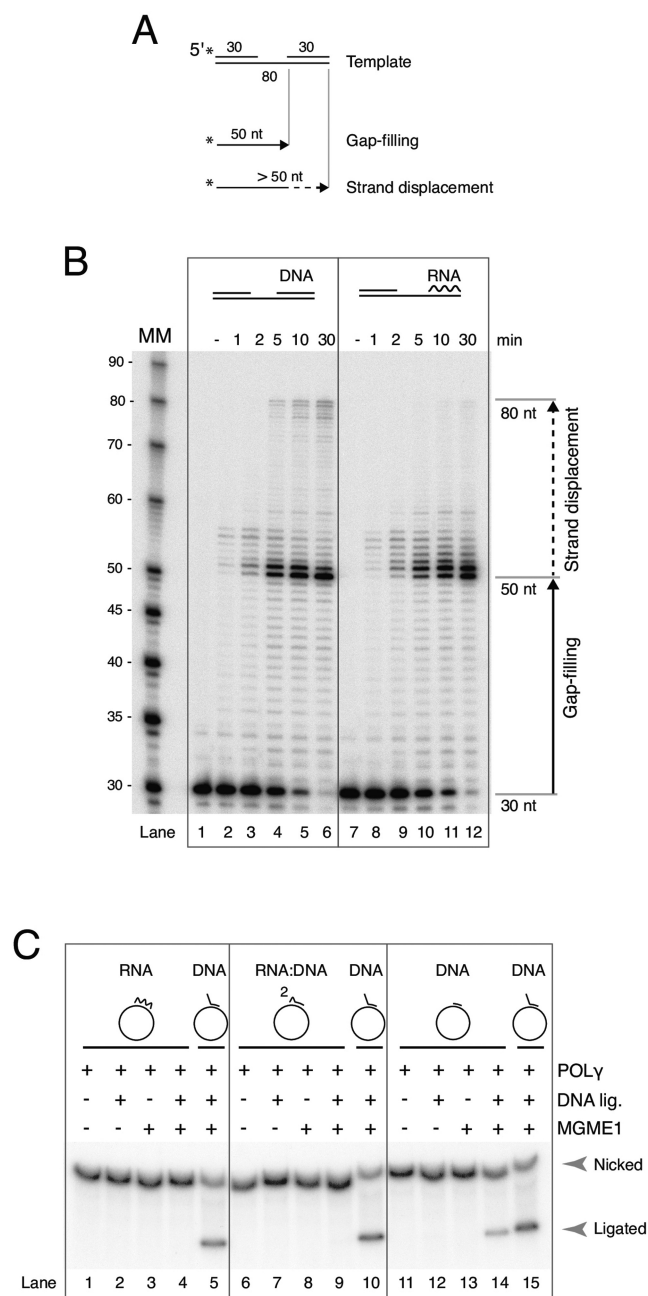 A
5'* 30 30
Template
80
* 50 nt
Gap-filling
* > 50 nt
Strand displacement
B
DNA RNA
MM - 1 2 5 10 30 - 1 2 5 10 30 min
90 -
80 -
80 nt
70 -
60 -
Strand displacement
50 -
50 nt
45 -
40 -
Gap-filling
35 -
30 -
30 nt
Lane 1 2 3 4 5 6 7 8 9 10 11 12
C
RNA DNA RNA:DNA DNA DNA DNA
2
+ + + + + + + + + + + + + + + POLγ
- + - + + - + - + + - + - + + DNA lig.
- - + + + - - + + + - - + + + MGME1
Nicked
Ligated
Lane 1 2 3 4 5 6 7 8 9 10 11 12 13 14 15